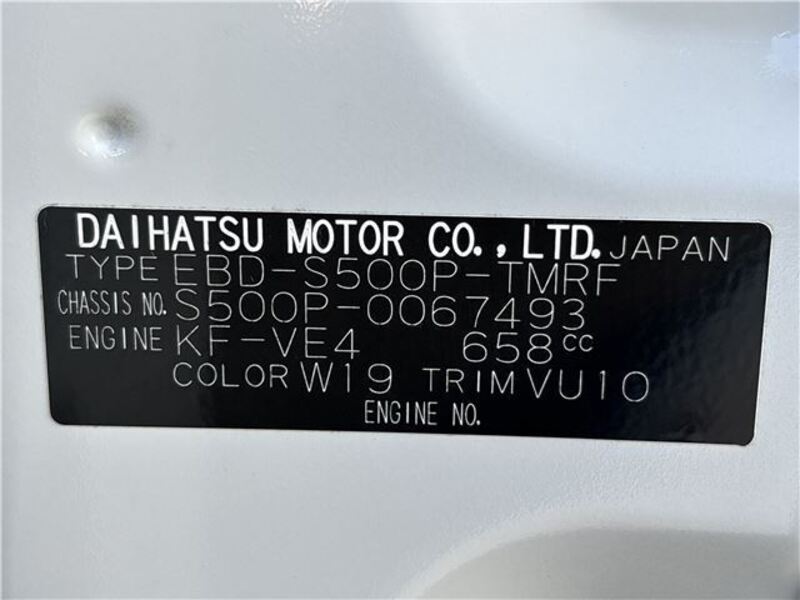 DAIHATSU MOTOR CO., LTD. JAPAN
TYPE EBD-S500P-TMRF
CHASSIS NO. S500P-0067493
ENGINE KF-VE4 658cc
COLOR W19 TRIM VU10
ENGINE NO.